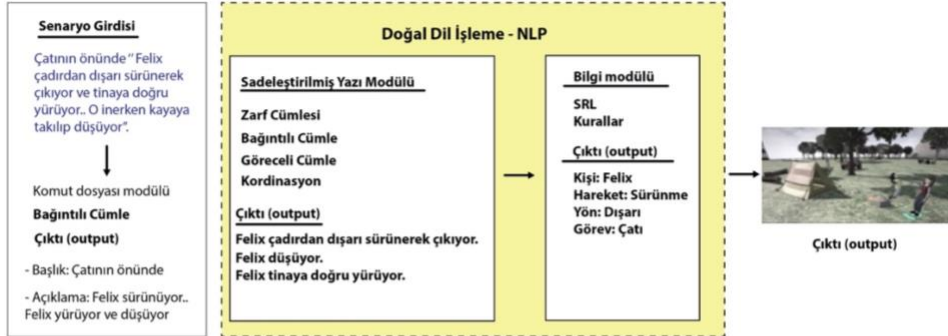 Senaryo Girdisi
Çatının önünde “Felix
çadırdan dışarı sürünerek
çıkıyor ve tinaya doğru
yürüyor.. O inerken kayaya
takılıp düşüyor”.
Komut dosyası modülü
Bağıntılı Cümle
Çıktı (output)
- Başlık: Çatının önünde
- Açıklama: Felix sürünüyor..
Felix yürüyor ve düşüyor
Doğal Dil İşleme - NLP
Sadeleştirilmiş Yazı Modülü
Zarf Cümlesi
Bağıntılı Cümle
Göreceli Cümle
Kordinasyon
Çıktı (output)
Felix çadırdan dışarı sürünerek çıkıyor.
Felix düşüyor.
Felix tinaya doğru yürüyor.
Bilgi modülü
SRL
Kurallar
Çıktı (output)
Kişi: Felix
Hareket: Sürünme
Yön: Dışarı
Görev: Çatı
Çıktı (output)